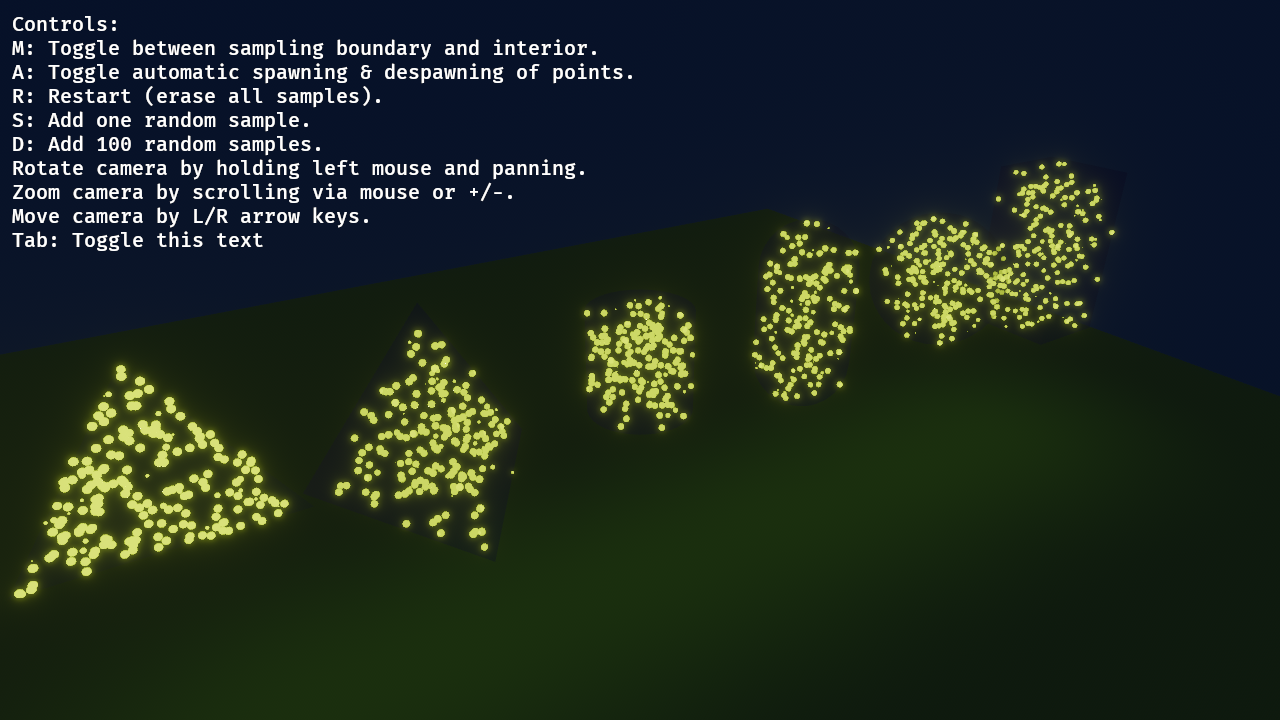 Controls:
M: Toggle between sampling boundary and interior.
A: Toggle automatic spawning & despawning of points.
R: Restart (erase all samples).
S: Add one random sample.
D: Add 100 random samples.
Rotate camera by holding left mouse and panning.
Zoom camera by scrolling via mouse or +/-.
Move camera by L/R arrow keys.
Tab: Toggle this text